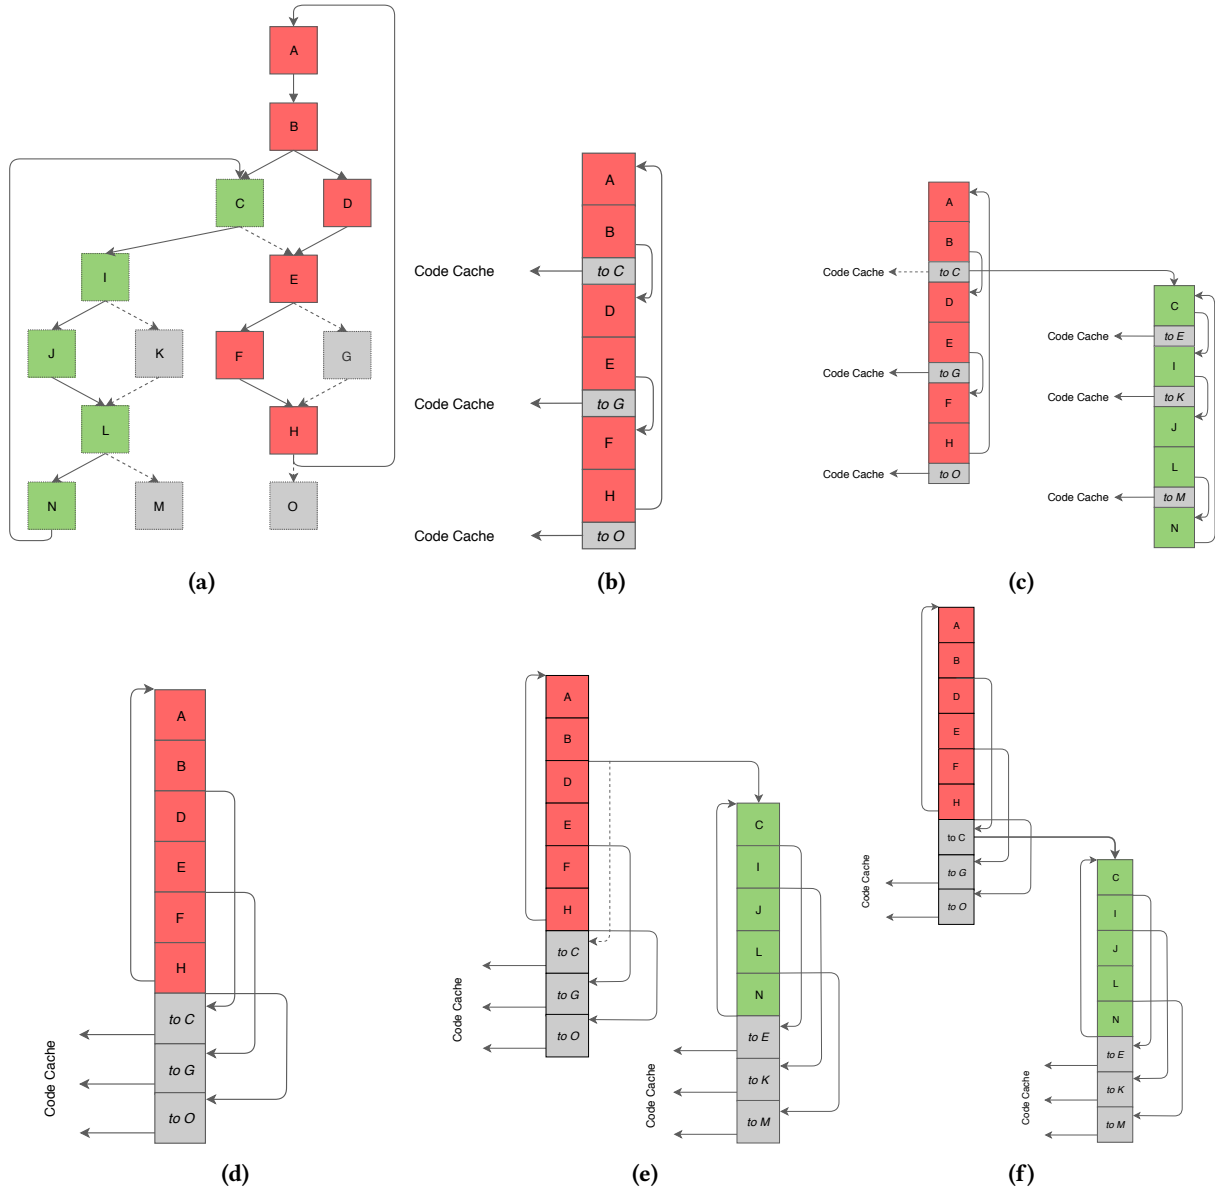 A
B
C
D
I
E
J
K
F
G
L
H
N
M
O
(a)
A
B
Code Cache
to C
D
E
Code Cache
to G
F
H
Code Cache
to O
(b)
A
B
Code Cache
to C
D
E
Code Cache
to G
F
H
Code Cache
to O
C
Code Cache
to E
I
Code Cache
to K
J
L
Code Cache
to M
N
(c)
A
B
D
E
F
H
to C
to G
to O
Code Cache
(d)
A
B
D
E
F
H
to C
to G
to O
Code Cache
C
I
J
L
N
to E
to K
to M
Code Cache
(e)
A
B
D
E
F
H
to C
to G
to O
Code Cache
C
I
J
L
N
to E
to K
to M
Code Cache
(f)